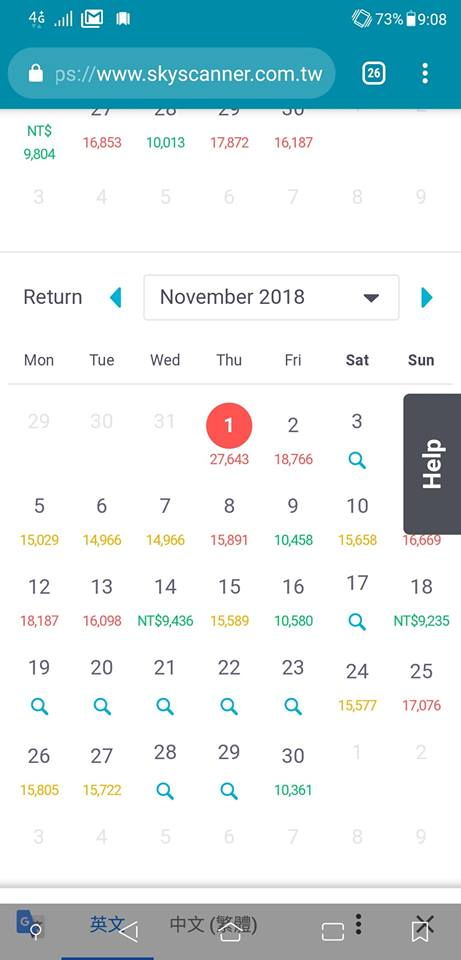 4G 73% 9:08
ps://www.skyscanner.com.tw 26
27 28 29 30 1 2
NT$ 9,804 16,853 10,013 17,872 16,187
3 4 5 6 7 8 9
Return November 2018
Mon Tue Wed Thu Fri Sat Sun
29 30 31 1 2 3
27,643 18,766
Help
5 6 7 8 9 10
15,029 14,966 14,966 15,891 10,458 15,658 16,669
12 13 14 15 16 17 18
18,187 16,098 NT$9,436 15,589 10,580 NT$9,235
19 20 21 22 23 24 25
15,577 17,076
26 27 28 29 30 1 2
15,805 15,722 10,361
3 4 5 6 7 8 9
G 英文 中文 (繁體)